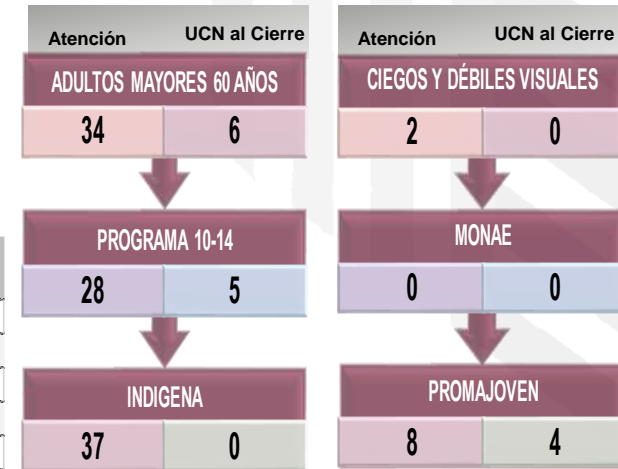 Atención UCN al Cierre
ADULTOS MAYORES 60 AÑOS
34 6
PROGRAMA 10-14
28 5
INDIGENA
37 0
Atención UCN al Cierre
CIEGOS Y DÉBILES VISUALES
2 0
MONAE
0 0
PROMAJOVEN
8 4